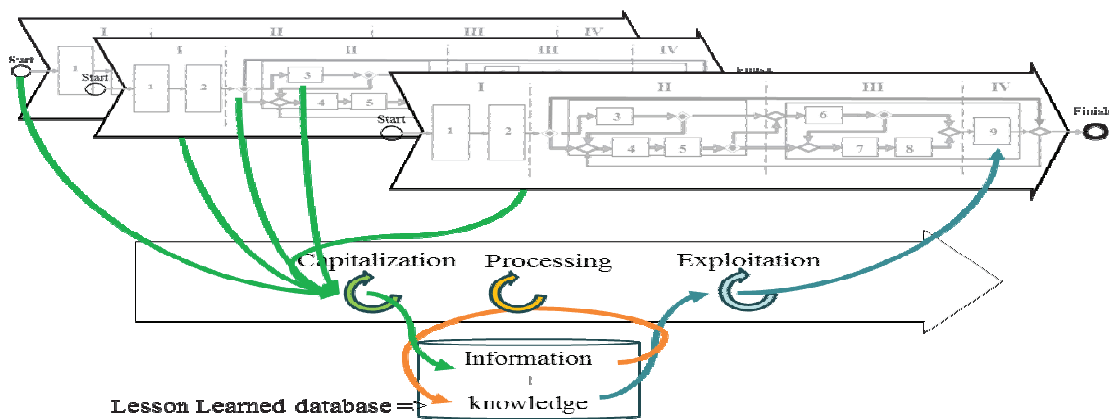 I II III IV
Start 1
I II III IV
Start 1 2 3 4 5
I II III IV
Start 1 2 3 4 5 6 7 8 9 Finish
Capitalization Processing Exploitation
Information
knowledge
Lesson Learned database =>